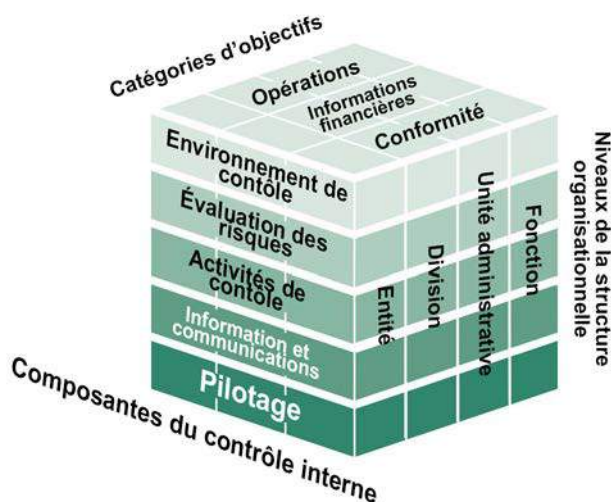 Catégories d’objectifs
Opérations
Informations
financières
Conformité
Environnement de
contôle
Évaluation des
risques
Activités de
contôle
Information et
communications
Pilotage
Entité
Division
Unité administrative
Fonction
Niveaux de la structure
organisationnelle
Composantes du contrôle interne